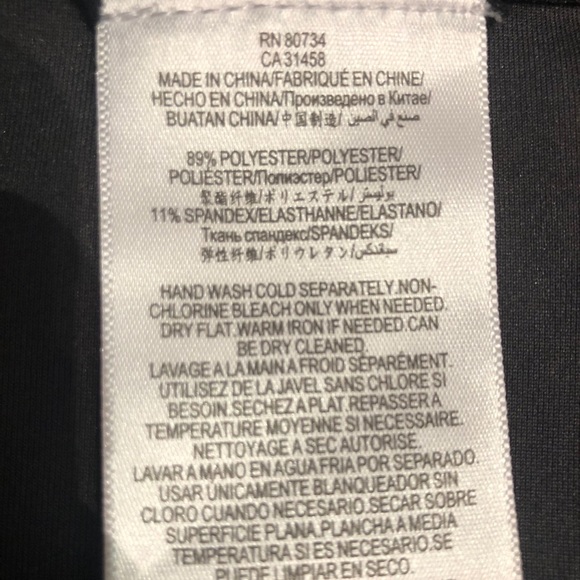 RN 80734
CA 31458
MADE IN CHINA/FABRIQUÉ EN CHINE/
HECHO EN CHINA/Произведено в Китае/
BUATAN CHINA/中国制造/ صنع في الصين
89% POLYESTER/POLYESTER/
POLIÉSTER/Полиэстер/POLIESTER/
聚酯纤维/ポリエステル/ بوليستر
11% SPANDEX/ELASTHANNE/ELASTANO/
Ткань спандекс/SPANDEKS/
弹性纤维/ポリウレタン/
HAND WASH COLD SEPARATELY.NON-
CHLORINE BLEACH ONLY WHEN NEEDED.
DRY FLAT.WARM IRON IF NEEDED.CAN
BE DRY CLEANED.
LAVAGE A LA MAIN A FROID SÉPARÉMENT.
UTILISEZ DE LA JAVEL SANS CHLORE SI
BESOIN.SECHEZ A PLAT.REPASSER A
TEMPERATURE MOYENNE SI NECESSAIRE.
NETTOYAGE A SEC AUTORISE.
LAVAR A MANO EN AGUA FRIA POR SEPARADO.
USAR ÚNICAMENTE BLANQUEADOR SIN
CLORO CUANDO NECESARIO.SECAR SOBRE
SUPERFICIE PLANA.PLANCHA A MEDIA
TEMPERATURA SI ES NECESARIO.SE
PUEDE LIMPIAR EN SECO.